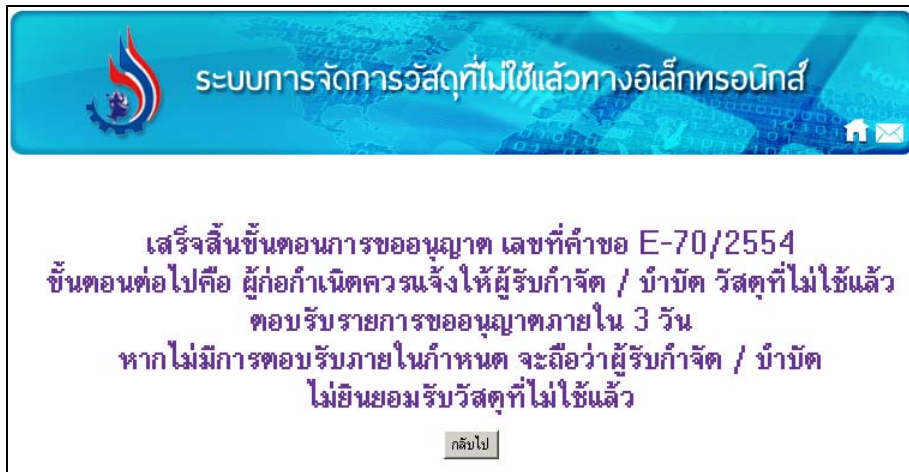 ระบบการจัดการวัสดุที่ไม่ใช้แล้วทางอิเล็กทรอนิกส์
เสร็จสิ้นขั้นตอนการขออนุญาต เลขที่คำขอ E-70/2554
ขั้นตอนต่อไปคือ ผู้ก่อกำเนิดควรแจ้งให้ผู้รับกำจัด / บำบัด วัสดุที่ไม่ใช้แล้ว
ตอบรับรายการขออนุญาตภายใน 3 วัน
หากไม่มีการตอบรับภายในกำหนด จะถือว่าผู้รับกำจัด / บำบัด
ไม่ยินยอมรับวัสดุที่ไม่ใช้แล้ว
กลับไป